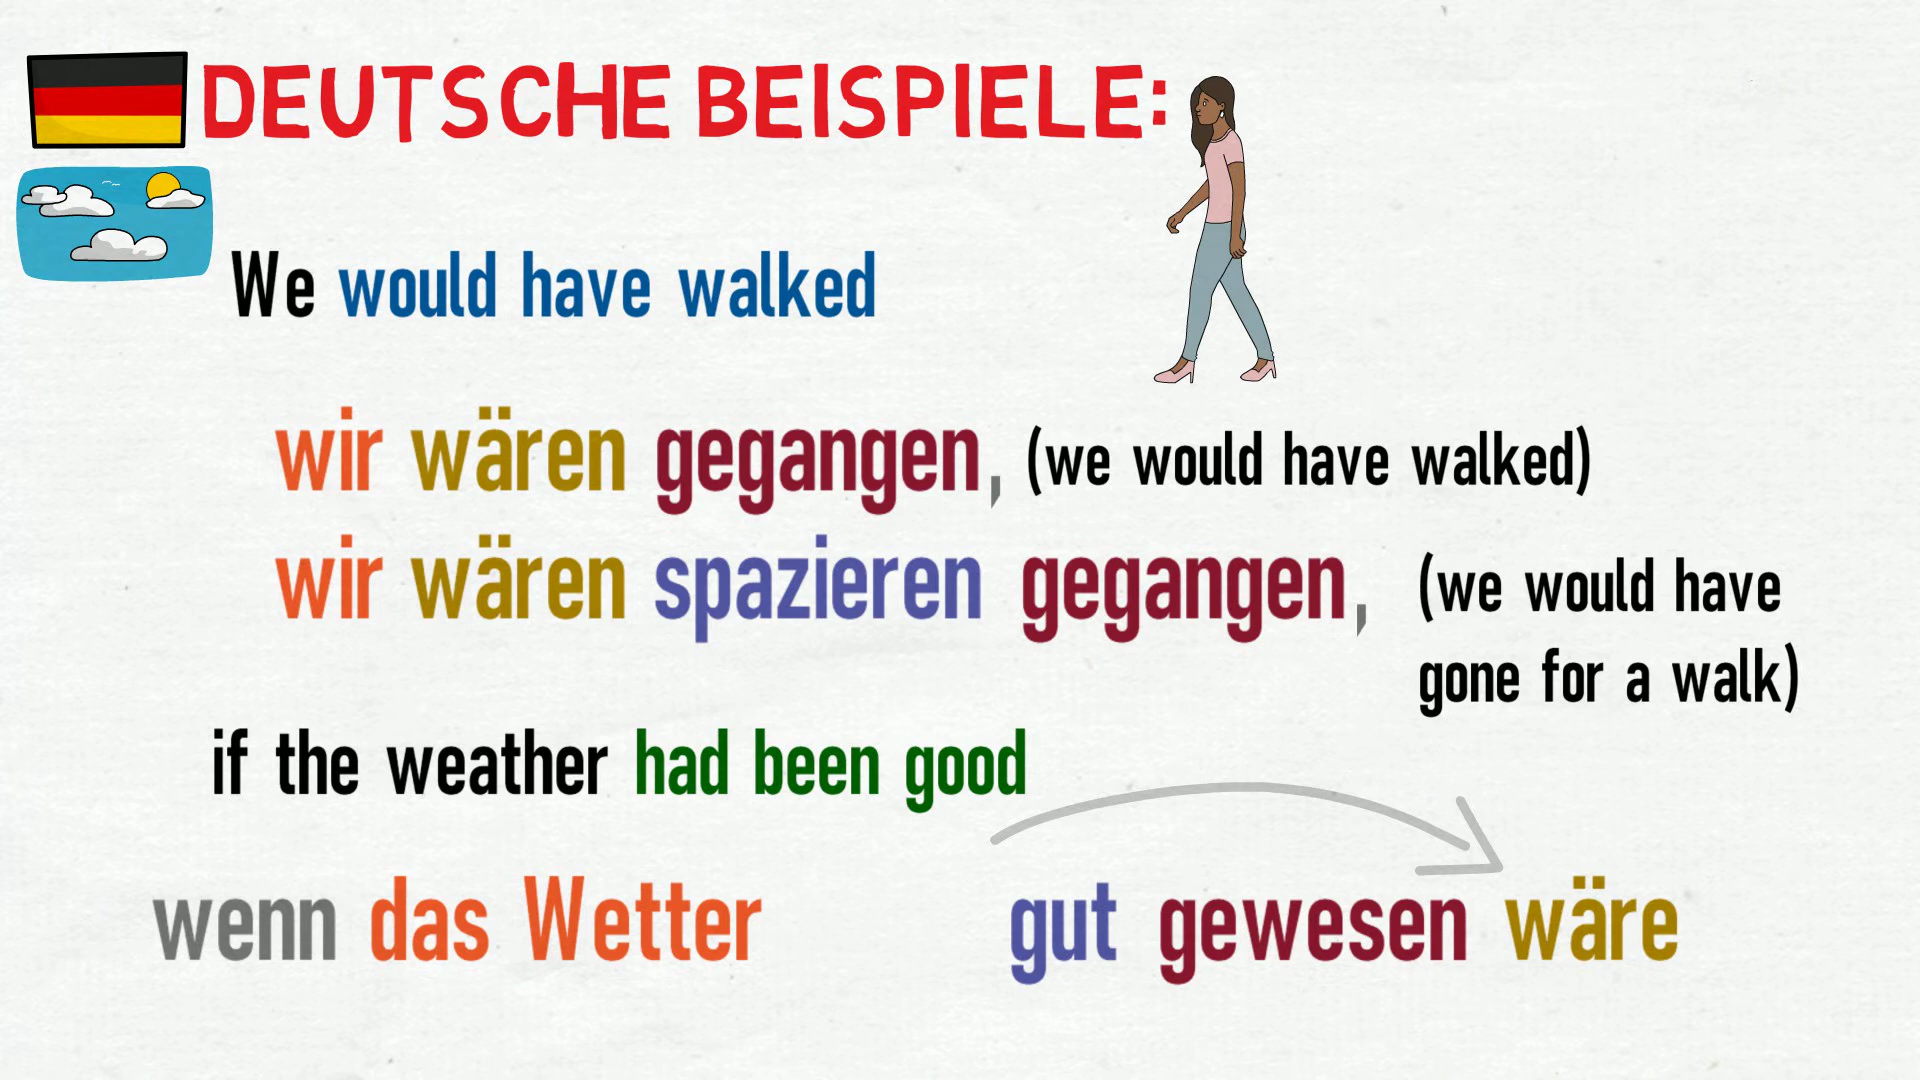 DEUTSCHE BEISPIELE:
We would have walked
wir wären gegangen, (we would have walked)
wir wären spazieren gegangen, (we would have
gone for a walk)
if the weather had been good
wenn das Wetter gut gewesen wäre